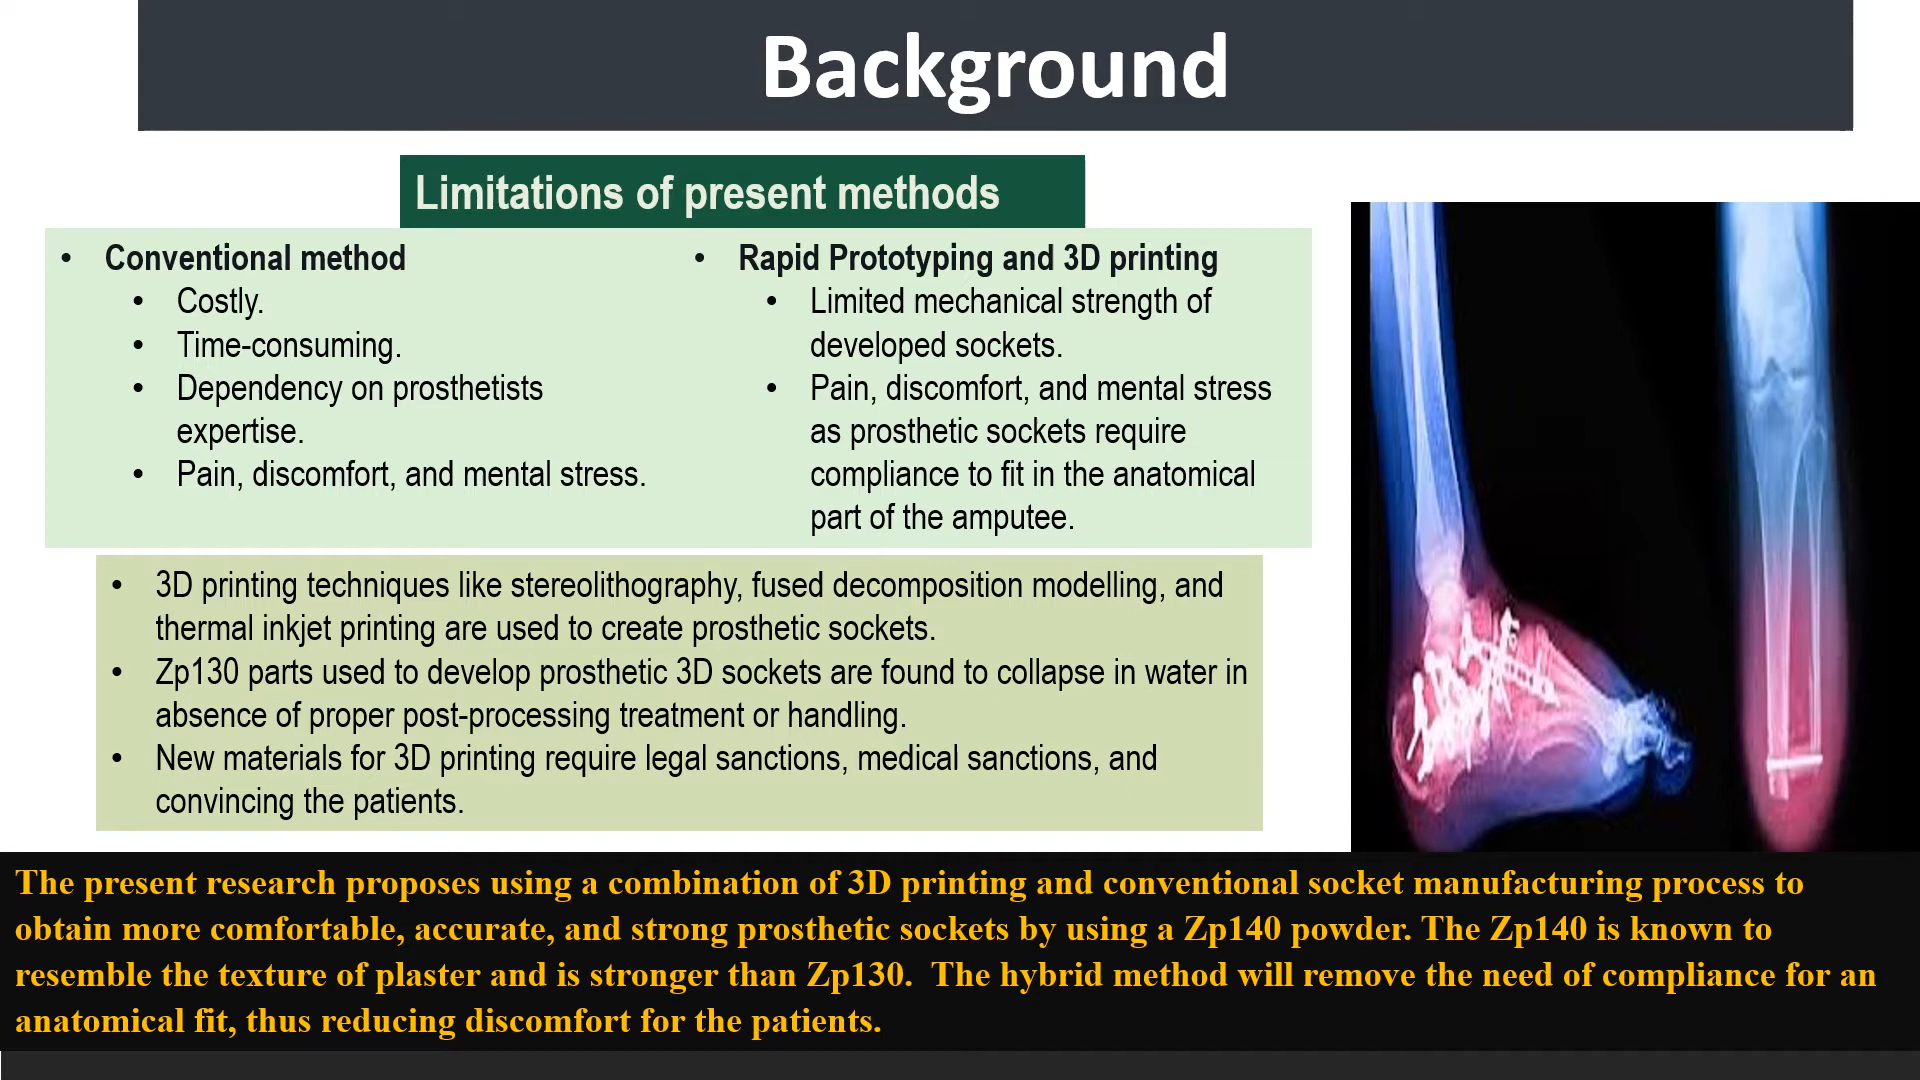 Background
Limitations of present methods
• Conventional method
• Costly.
• Time-consuming.
• Dependency on prosthetists
expertise.
• Pain, discomfort, and mental stress.
• Rapid Prototyping and 3D printing
• Limited mechanical strength of
developed sockets.
• Pain, discomfort, and mental stress
as prosthetic sockets require
compliance to fit in the anatomical
part of the amputee.
• 3D printing techniques like stereolithography, fused decomposition modelling, and
thermal inkjet printing are used to create prosthetic sockets.
• Zp130 parts used to develop prosthetic 3D sockets are found to collapse in water in
absence of proper post-processing treatment or handling.
• New materials for 3D printing require legal sanctions, medical sanctions, and
convincing the patients.
The present research proposes using a combination of 3D printing and conventional socket manufacturing process to
obtain more comfortable, accurate, and strong prosthetic sockets by using a Zp140 powder. The Zp140 is known to
resemble the texture of plaster and is stronger than Zp130.  The hybrid method will remove the need of compliance for an
anatomical fit, thus reducing discomfort for the patients.